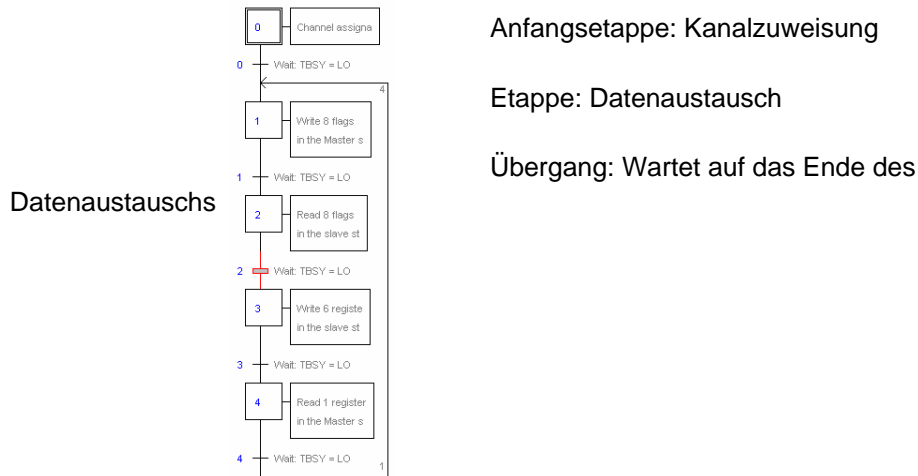 0
Channel assigna
Anfangsetappe: Kanalzuweisung
0 Wait: TBSY = LO
4
Etappe: Datenaustausch
1
Write 8 flags
in the Master s
Übergang: Wartet auf das Ende des
1 Wait: TBSY = LO
Datenaustauschs
2
Read 8 flags
in the slave st
2 Wait: TBSY = LO
3
Write 6 registe
in the slave st
3 Wait: TBSY = LO
4
Read 1 register
in the Master s
4 Wait: TBSY = LO
1